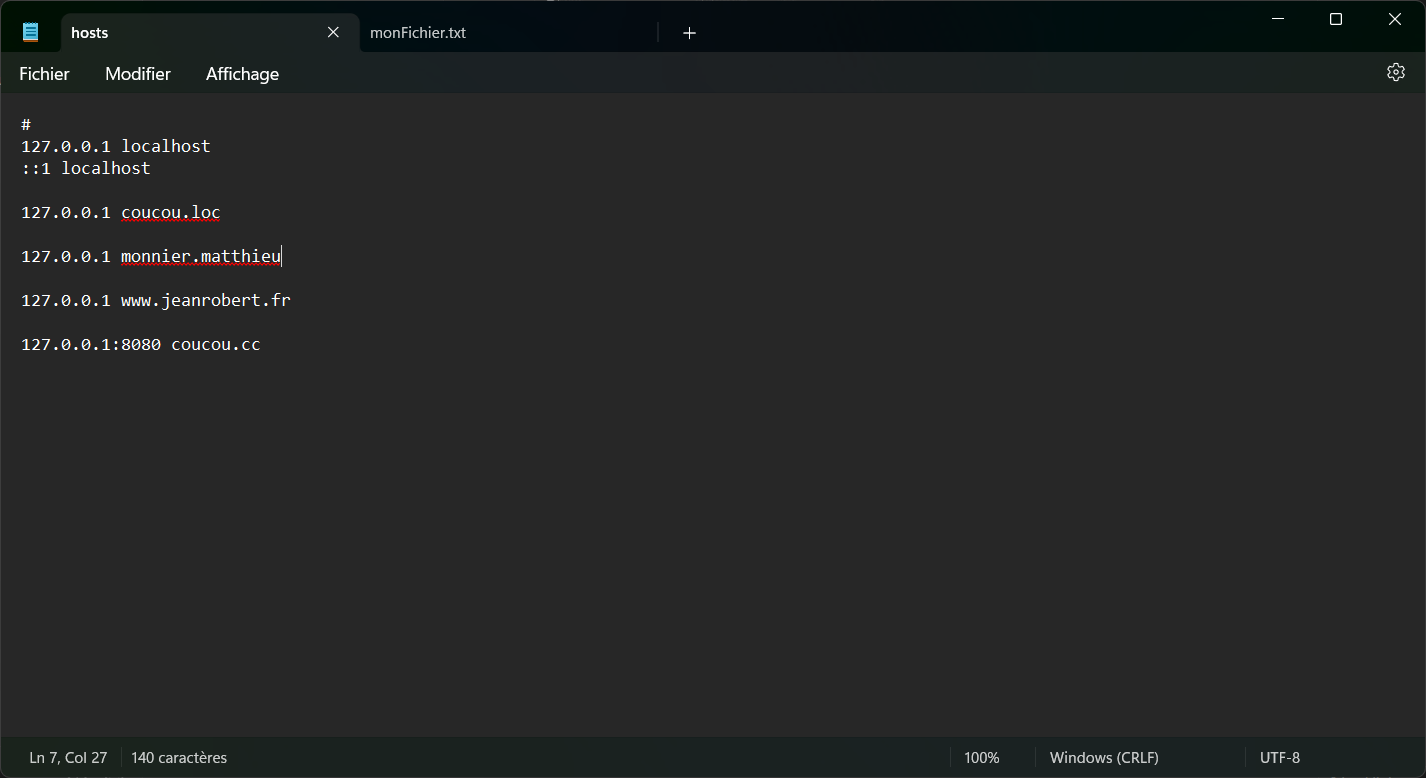 hosts
monFichier.txt
Fichier Modifier Affichage
#
127.0.0.1 localhost
::1 localhost
127.0.0.1 coucou.loc
127.0.0.1 monnier.matthieu
127.0.0.1 www.jeanrobert.fr
127.0.0.1:8080 coucou.cc
Ln 7, Col 27 140 caractères 100% Windows (CRLF) UTF-8